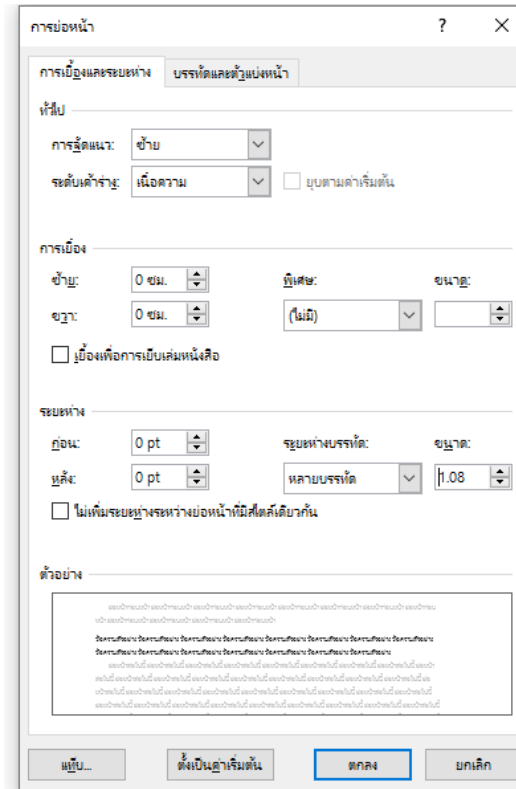 การย่อหน้า ?
การเยื้องและระยะห่าง บรรทัดและตัวแบ่งหน้า
ทั่วไป
การจัดแนว: ซ้าย
ระดับเค้าร่าง: เนื้อความ ยุบตามค่าเริ่มต้น
การเยื้อง
ซ้าย: 0 ซม. พิเศษ: ขนาด:
ขวา: 0 ซม. (ไม่มี)
เยื้องเพื่อการเย็บเล่มหนังสือ
ระยะห่าง
ก่อน: 0 pt ระยะห่างบรรทัด: ขนาด:
หลัง: 0 pt หลายบรรทัด 1.08
ไม่เพิ่มระยะห่างระหว่างย่อหน้าที่มีสไตล์เดียวกัน
ตัวอย่าง
แท็บ... ตั้งเป็นค่าเริ่มต้น ตกลง ยกเลิก